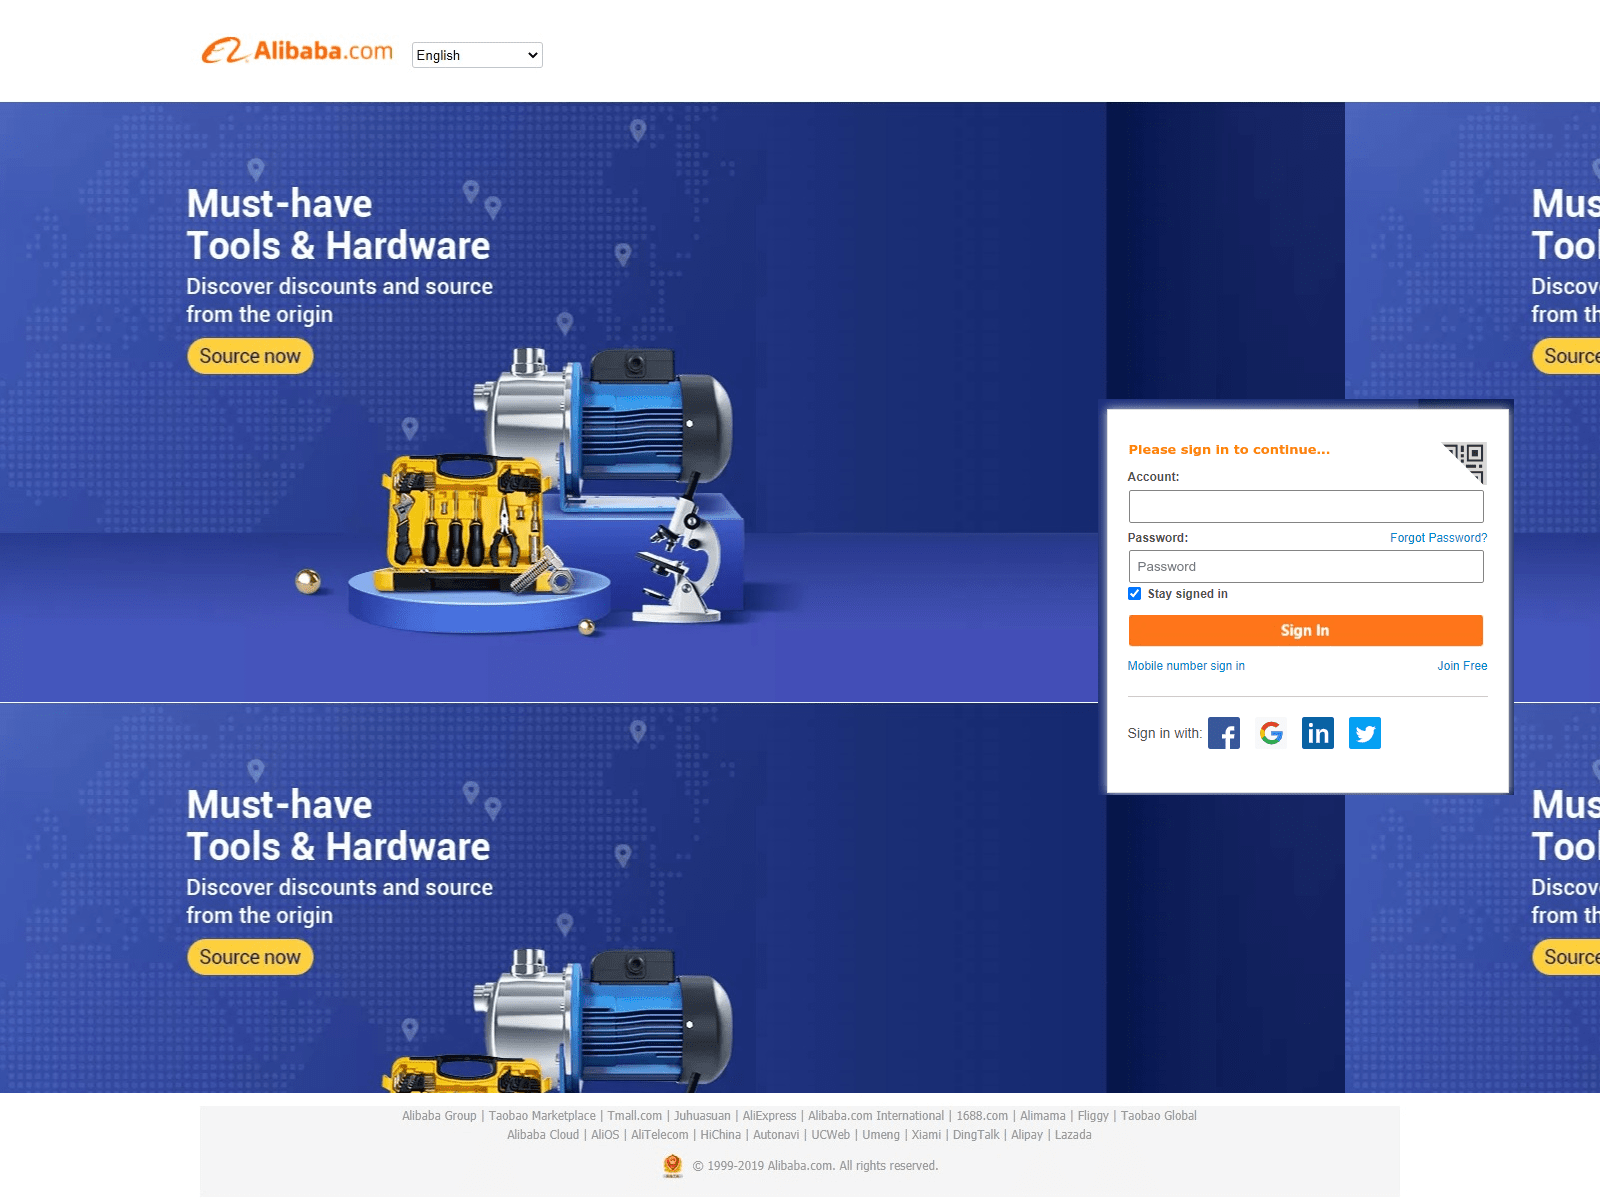 Alibaba.com
English
Must-have
Tools & Hardware
Discover discounts and source
from the origin
Source now
Mus
Tool
Discov
from th
Source
Please sign in to continue...
Account:
Password:
Forgot Password?
Password
Stay signed in
Sign In
Mobile number sign in
Join Free
Sign in with:
Must-have
Tools & Hardware
Discover discounts and source
from the origin
Source now
Mus
Tool
Discov
from th
Source
Alibaba Group | Taobao Marketplace | Tmall.com | Juhuasuan | AliExpress | Alibaba.com International | 1688.com | Alimama | Fliggy | Taobao Global
Alibaba Cloud | AliOS | AliTelecom | HiChina | Autonavi | UCWeb | Umeng | Xiami | DingTalk | Alipay | Lazada
© 1999-2019 Alibaba.com. All rights reserved.